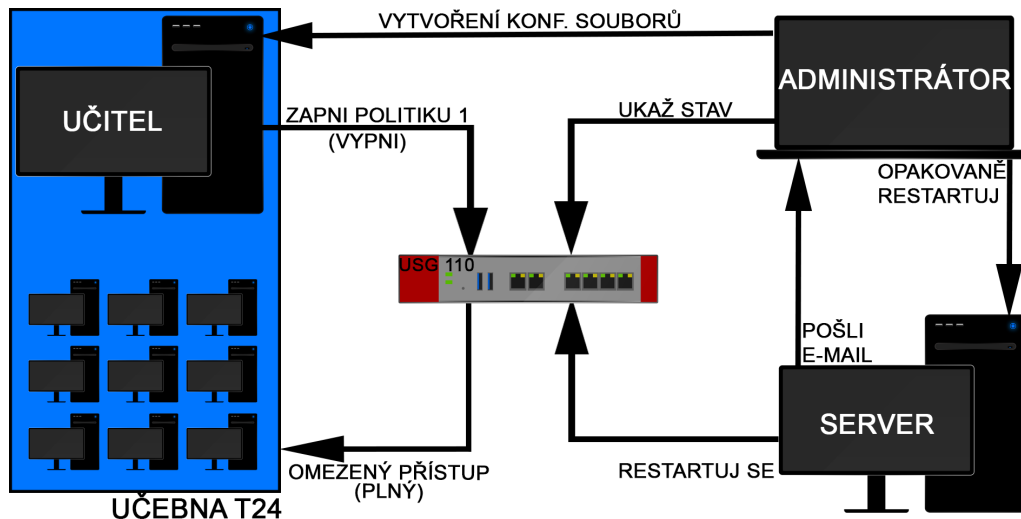 VYTVOŘENÍ KONF. SOUBORŮ
ADMINISTRÁTOR
UČITEL
ZAPNI POLITIKU 1
(VYPNI)
UKAŽ STAV
OPAKOVANĚ
RESTARTUJ
USG 110
POŠLI
E-MAIL
SERVER
OMEZENÝ PŘÍSTUP
(PLNÝ)
RESTARTUJ SE
UČEBNA T24